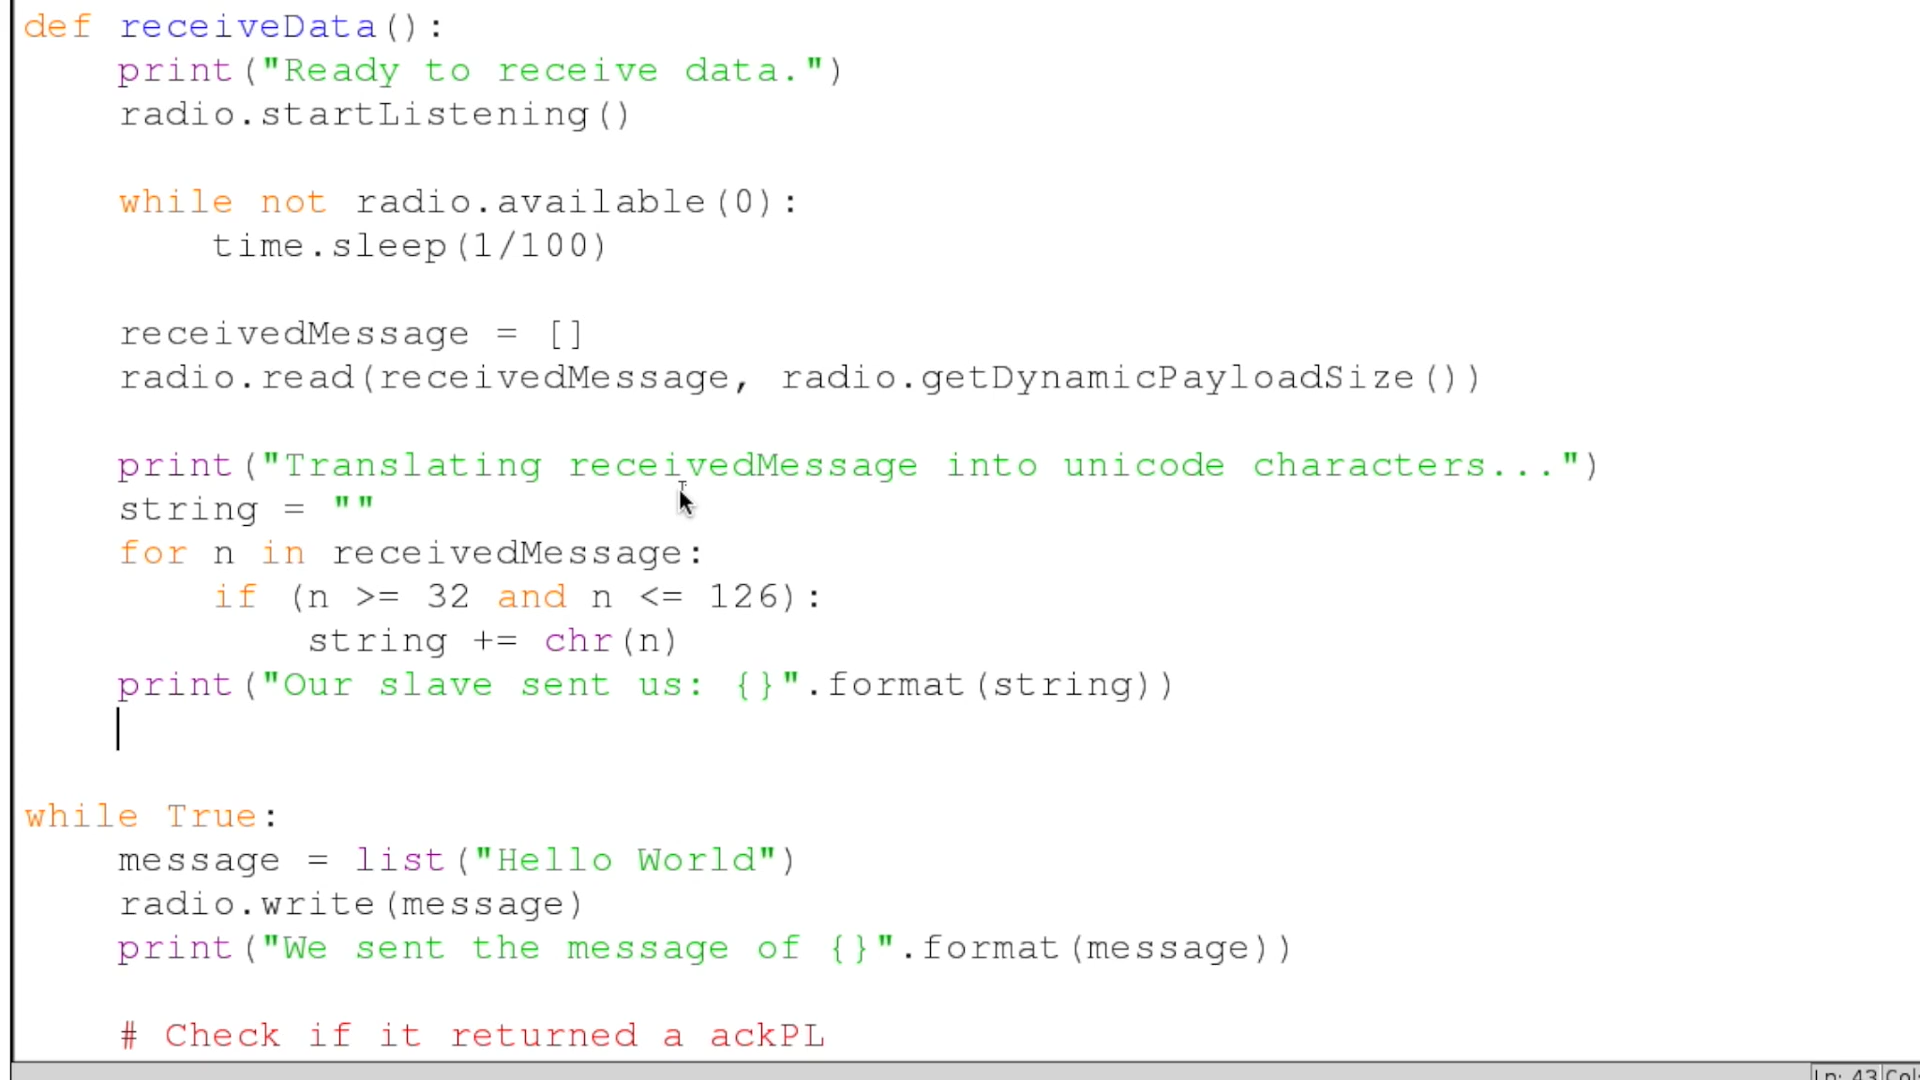 def receiveData():
    print("Ready to receive data.")
    radio.startListening()

    while not radio.available(0):
        time.sleep(1/100)

    receivedMessage = []
    radio.read(receivedMessage, radio.getDynamicPayloadSize())

    print("Translating receivedMessage into unicode characters...")
    string = ""
    for n in receivedMessage:
        if (n >= 32 and n <= 126):
            string += chr(n)
    print("Our slave sent us: {}".format(string))

while True:
    message = list("Hello World")
    radio.write(message)
    print("We sent the message of {}".format(message))

    # Check if it returned a ackPL
Ln: 43 Col: